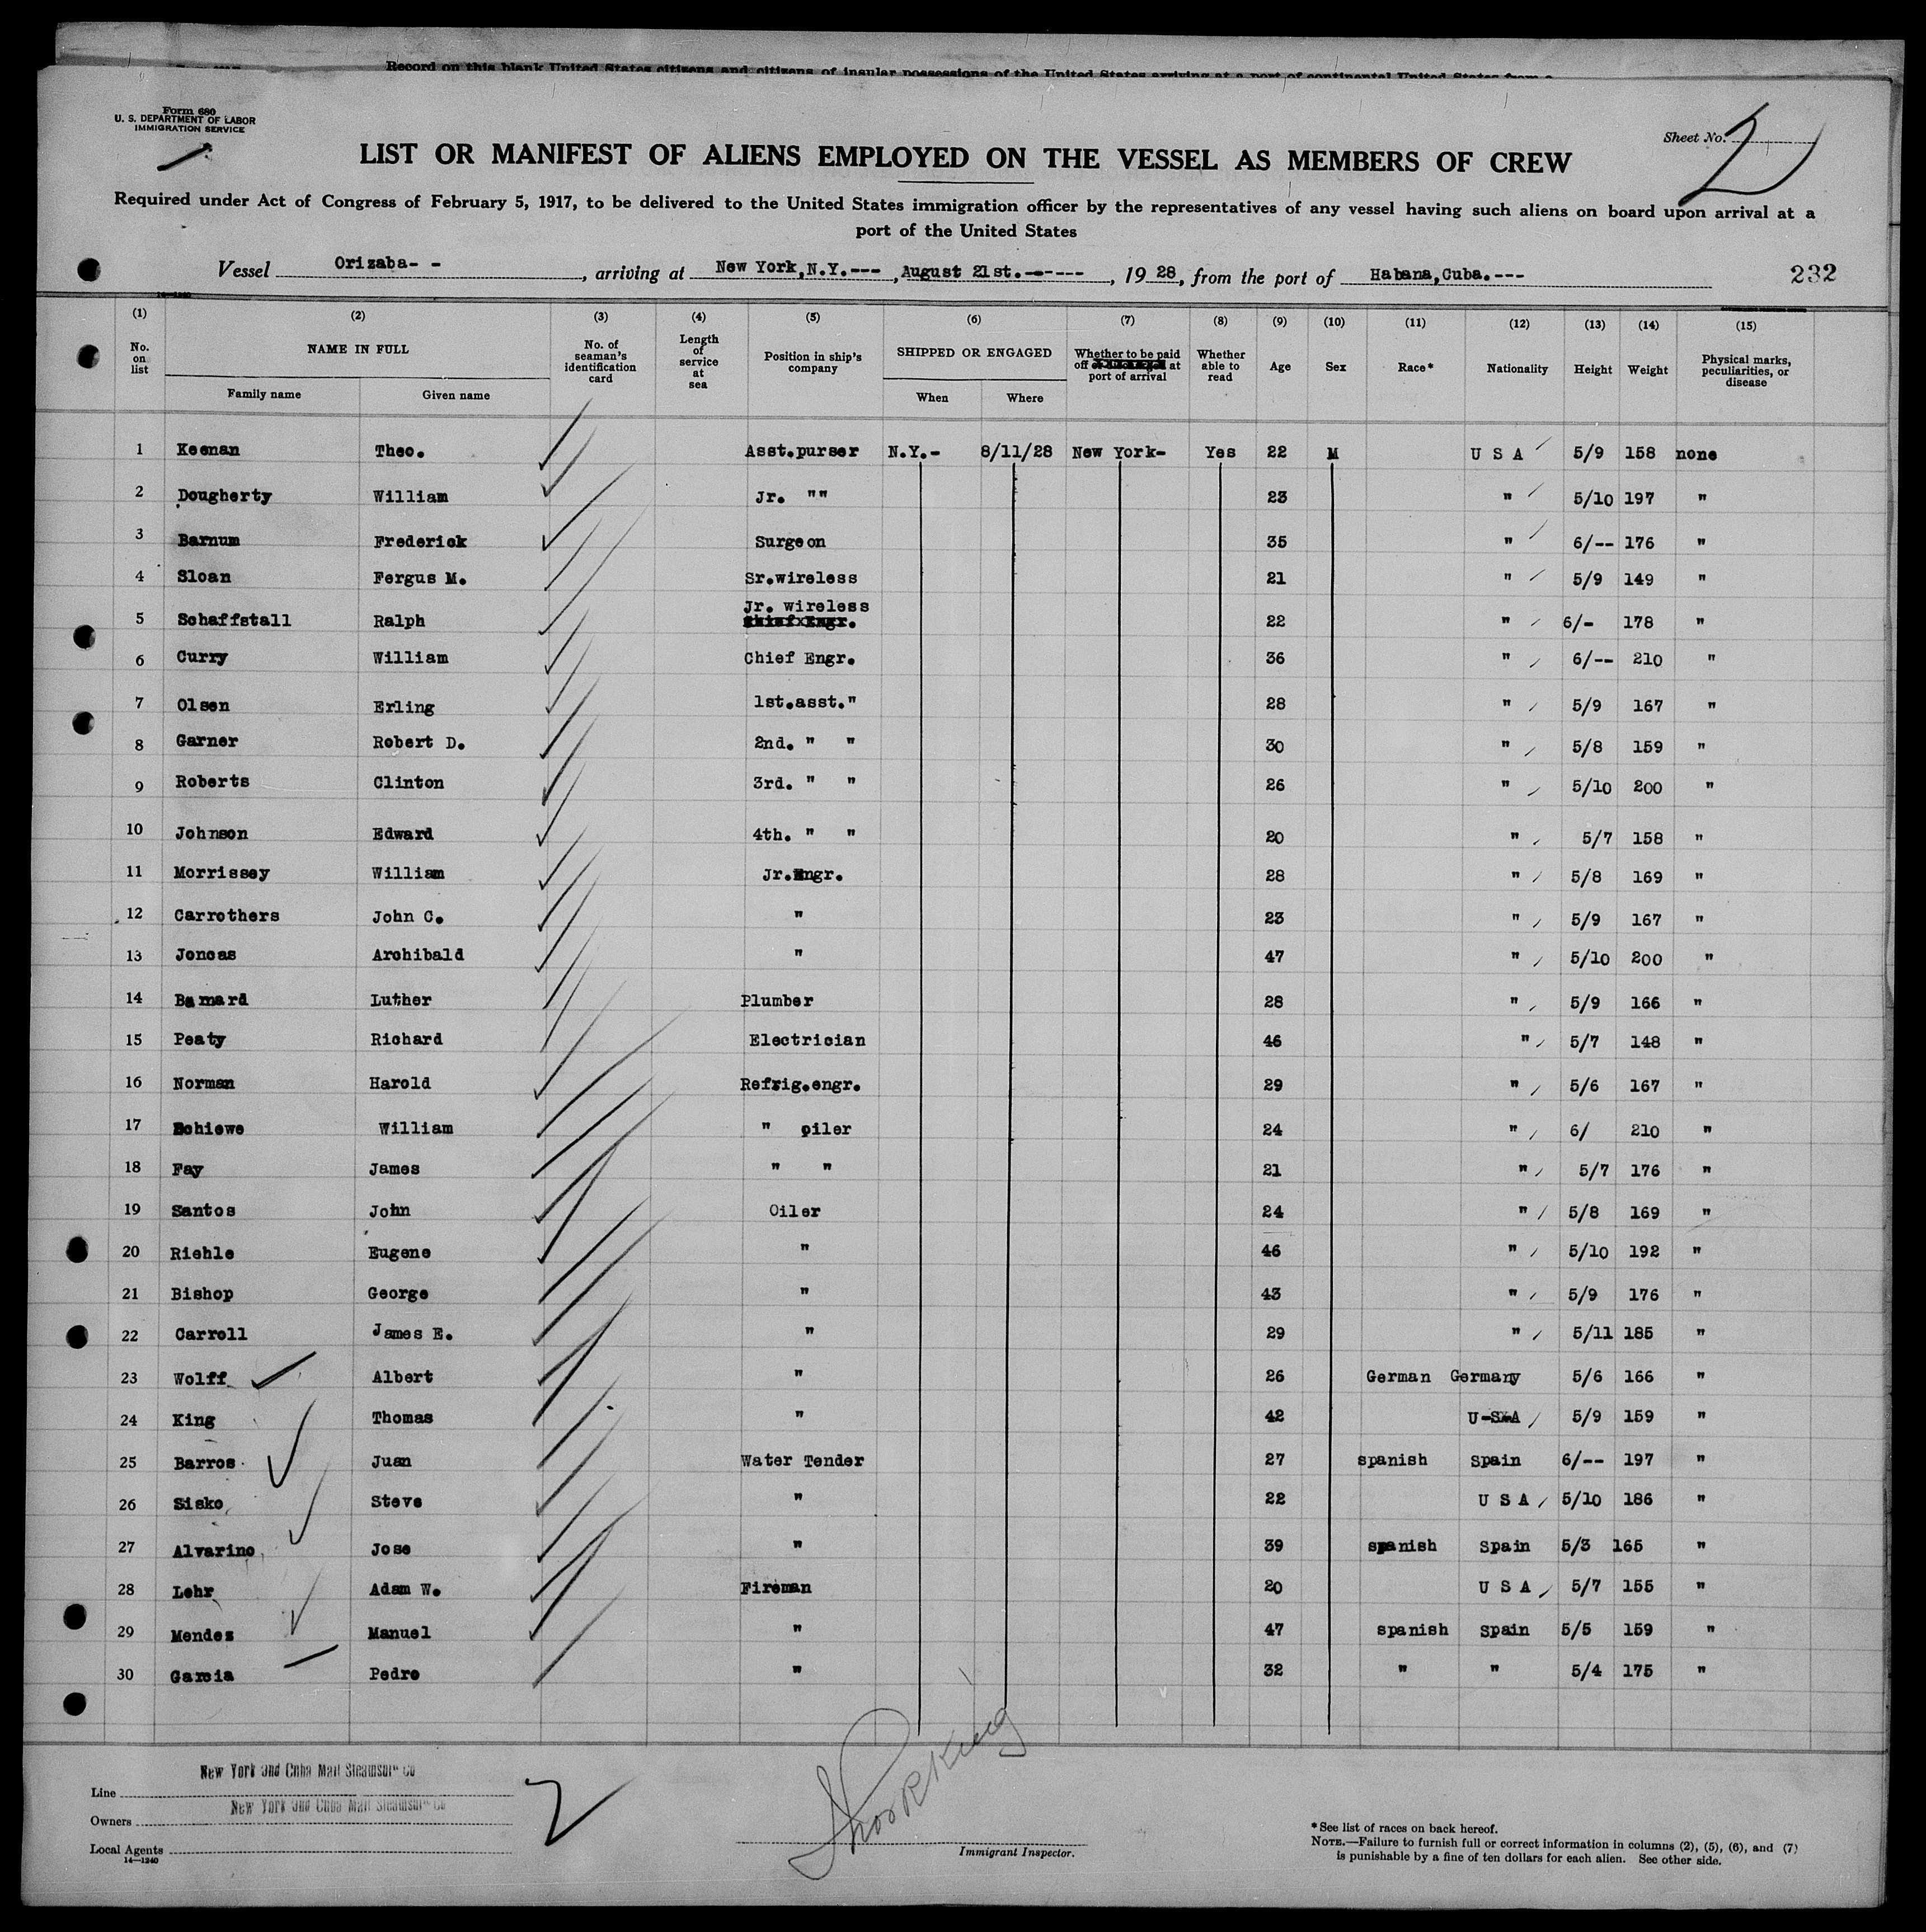 Record on this blank United States citizens and citizens of insular possessions of the United States arriving at a port of continental United States from a
Form 680
U. S. DEPARTMENT OF LABOR
IMMIGRATION SERVICE
Sheet No. 2
LIST OR MANIFEST OF ALIENS EMPLOYED ON THE VESSEL AS MEMBERS OF CREW
Required under Act of Congress of February 5, 1917, to be delivered to the United States immigration officer by the representatives of any vessel having such aliens on board upon arrival at a
port of the United States
Vessel Orizaba- -, arriving at New York,N.Y.---, August 21st.------, 1928, from the port of Habana,Cuba.---
232
14-1240
(1) (2) (3) (4) (5) (6) (7) (8) (9) (10) (11) (12) (13) (14) (15)
No. on list NAME IN FULL No. of seaman's identification card Length of service at sea Position in ship's company SHIPPED OR ENGAGED Whether to be paid off or discharged at port of arrival Whether able to read Age Sex Race* Nationality Height Weight Physical marks, peculiarities, or disease
Family name Given name When Where
1 Keenan Theo. Asst.purser N.Y.- 8/11/28 New York- Yes 22 M U S A 5/9 158 none
2 Dougherty William Jr. "" 23 " 5/10 197 "
3 Barnum Frederick Surgeon 35 " 6/-- 176 "
4 Sloan Fergus M. Sr.wireless 21 " 5/9 149 "
Jr. wireless
5 Schaffstall Ralph Chief Engr. 22 " 6/- 178 "
6 Curry William Chief Engr. 36 " 6/-- 210 "
7 Olsen Erling 1st.asst." 28 " 5/9 167 "
8 Garner Robert D. 2nd. " " 30 " 5/8 159 "
9 Roberts Clinton 3rd. " " 26 " 5/10 200 "
10 Johnson Edward 4th. " " 20 " 5/7 158 "
11 Morrissey William Jr.Engr. 28 " 5/8 169 "
12 Carrothers John C. " 23 " 5/9 167 "
13 Joncas Archibald " 47 " 5/10 200 "
14 Barnard Luther Plumber 28 " 5/9 166 "
15 Peaty Richard Electrician 46 " 5/7 148 "
16 Norman Harold Refrig.engr. 29 " 5/6 167 "
17 Schiewe William " oiler 24 " 6/ 210 "
18 Fay James " " 21 " 5/7 176 "
19 Santos John Oiler 24 " 5/8 169 "
20 Riehle Eugene " 46 " 5/10 192 "
21 Bishop George " 43 " 5/9 176 "
22 Carroll James E. " 29 " 5/11 185 "
23 Wolff Albert " 26 German Germany 5/6 166 "
24 King Thomas " 42 U-S-A 5/9 159 "
25 Barros Juan Water Tender 27 spanish Spain 6/-- 197 "
26 Sisko Steve " 22 U S A 5/10 186 "
27 Alvarino Jose " 39 spanish Spain 5/3 165 "
28 Lehr Adam W. Fireman 20 U S A 5/7 155 "
29 Mendez Manuel " 47 spanish Spain 5/5 159 "
30 Garcia Pedro " 32 " " 5/4 175 "
Line New York and Cuba Mail Steamship Co
Owners New York and Cuba Mail Steamship Co
Local Agents
14-1240
2
Immigrant Inspector.
*See list of races on back hereof.
NOTE.—Failure to furnish full or correct information in columns (2), (5), (6), and (7)
is punishable by a fine of ten dollars for each alien. See other side.